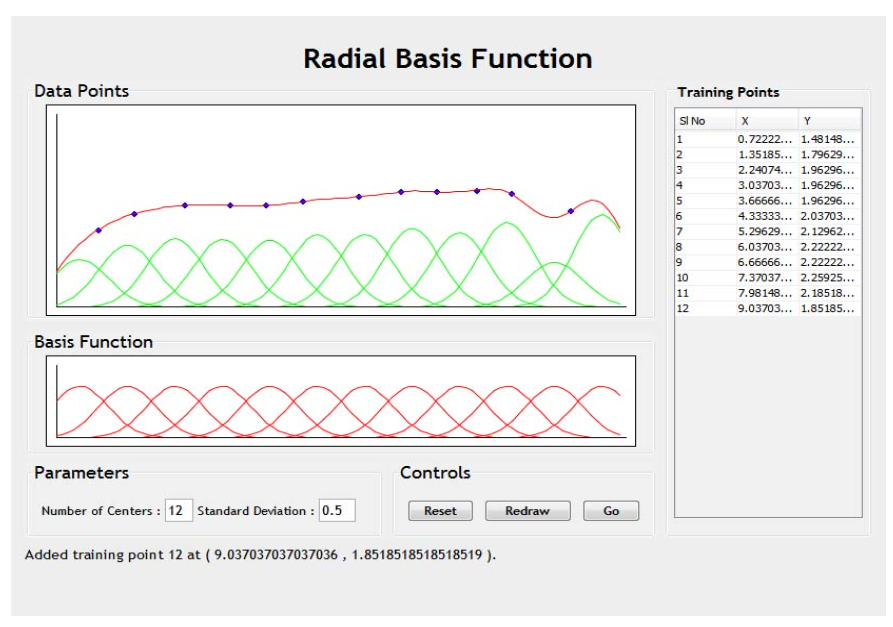 Radial Basis Function
Data Points
Basis Function
Parameters
Number of Centers : 12 Standard Deviation : 0.5
Controls
Reset Redraw Go
Added training point 12 at ( 9.037037037037036 , 1.8518518518518519 ).
Training Points
Sl No X Y
1 0.72222... 1.48148...
2 1.35185... 1.79629...
3 2.24074... 1.96296...
4 3.03703... 1.96296...
5 3.66666... 1.96296...
6 4.33333... 2.03703...
7 5.29629... 2.12962...
8 6.03703... 2.22222...
9 6.66666... 2.22222...
10 7.37037... 2.25925...
11 7.98148... 2.18518...
12 9.03703... 1.85185...